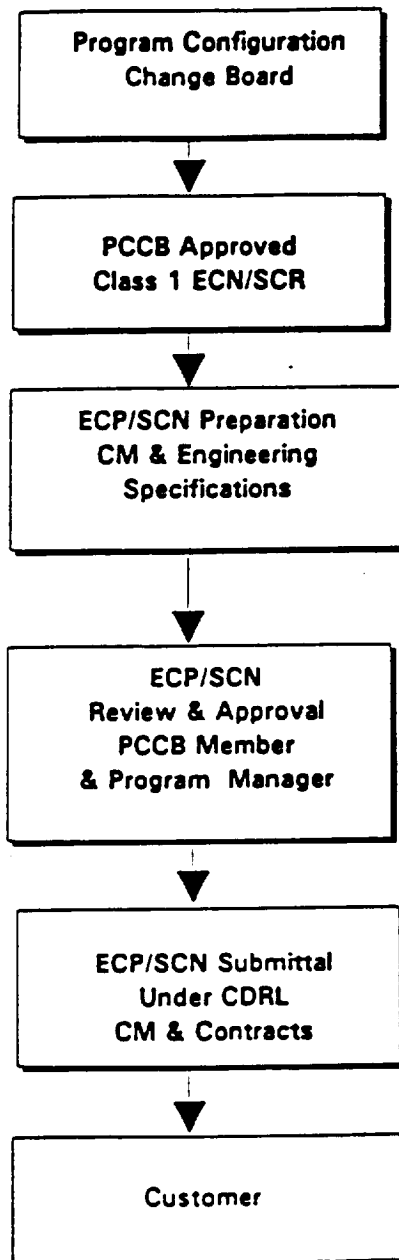 Program Configuration
Change Board
PCCB Approved
Class 1 ECN/SCR
ECP/SCN Preparation
CM & Engineering
Specifications
ECP/SCN
Review & Approval
PCCB Member
& Program Manager
ECP/SCN Submittal
Under CDRL
CM & Contracts
Customer